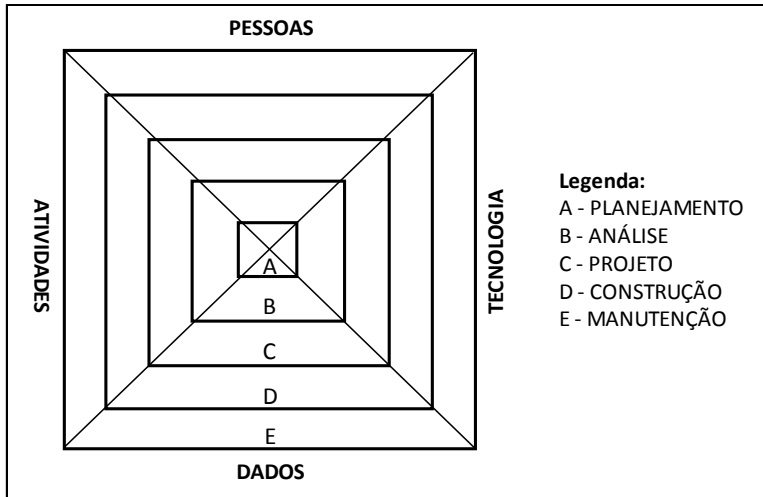 PESSOAS
ATIVIDADES
TECNOLOGIA
A
B
C
D
E
DADOS
Legenda:
A - PLANEJAMENTO
B - ANÁLISE
C - PROJETO
D - CONSTRUÇÃO
E - MANUTENÇÃO